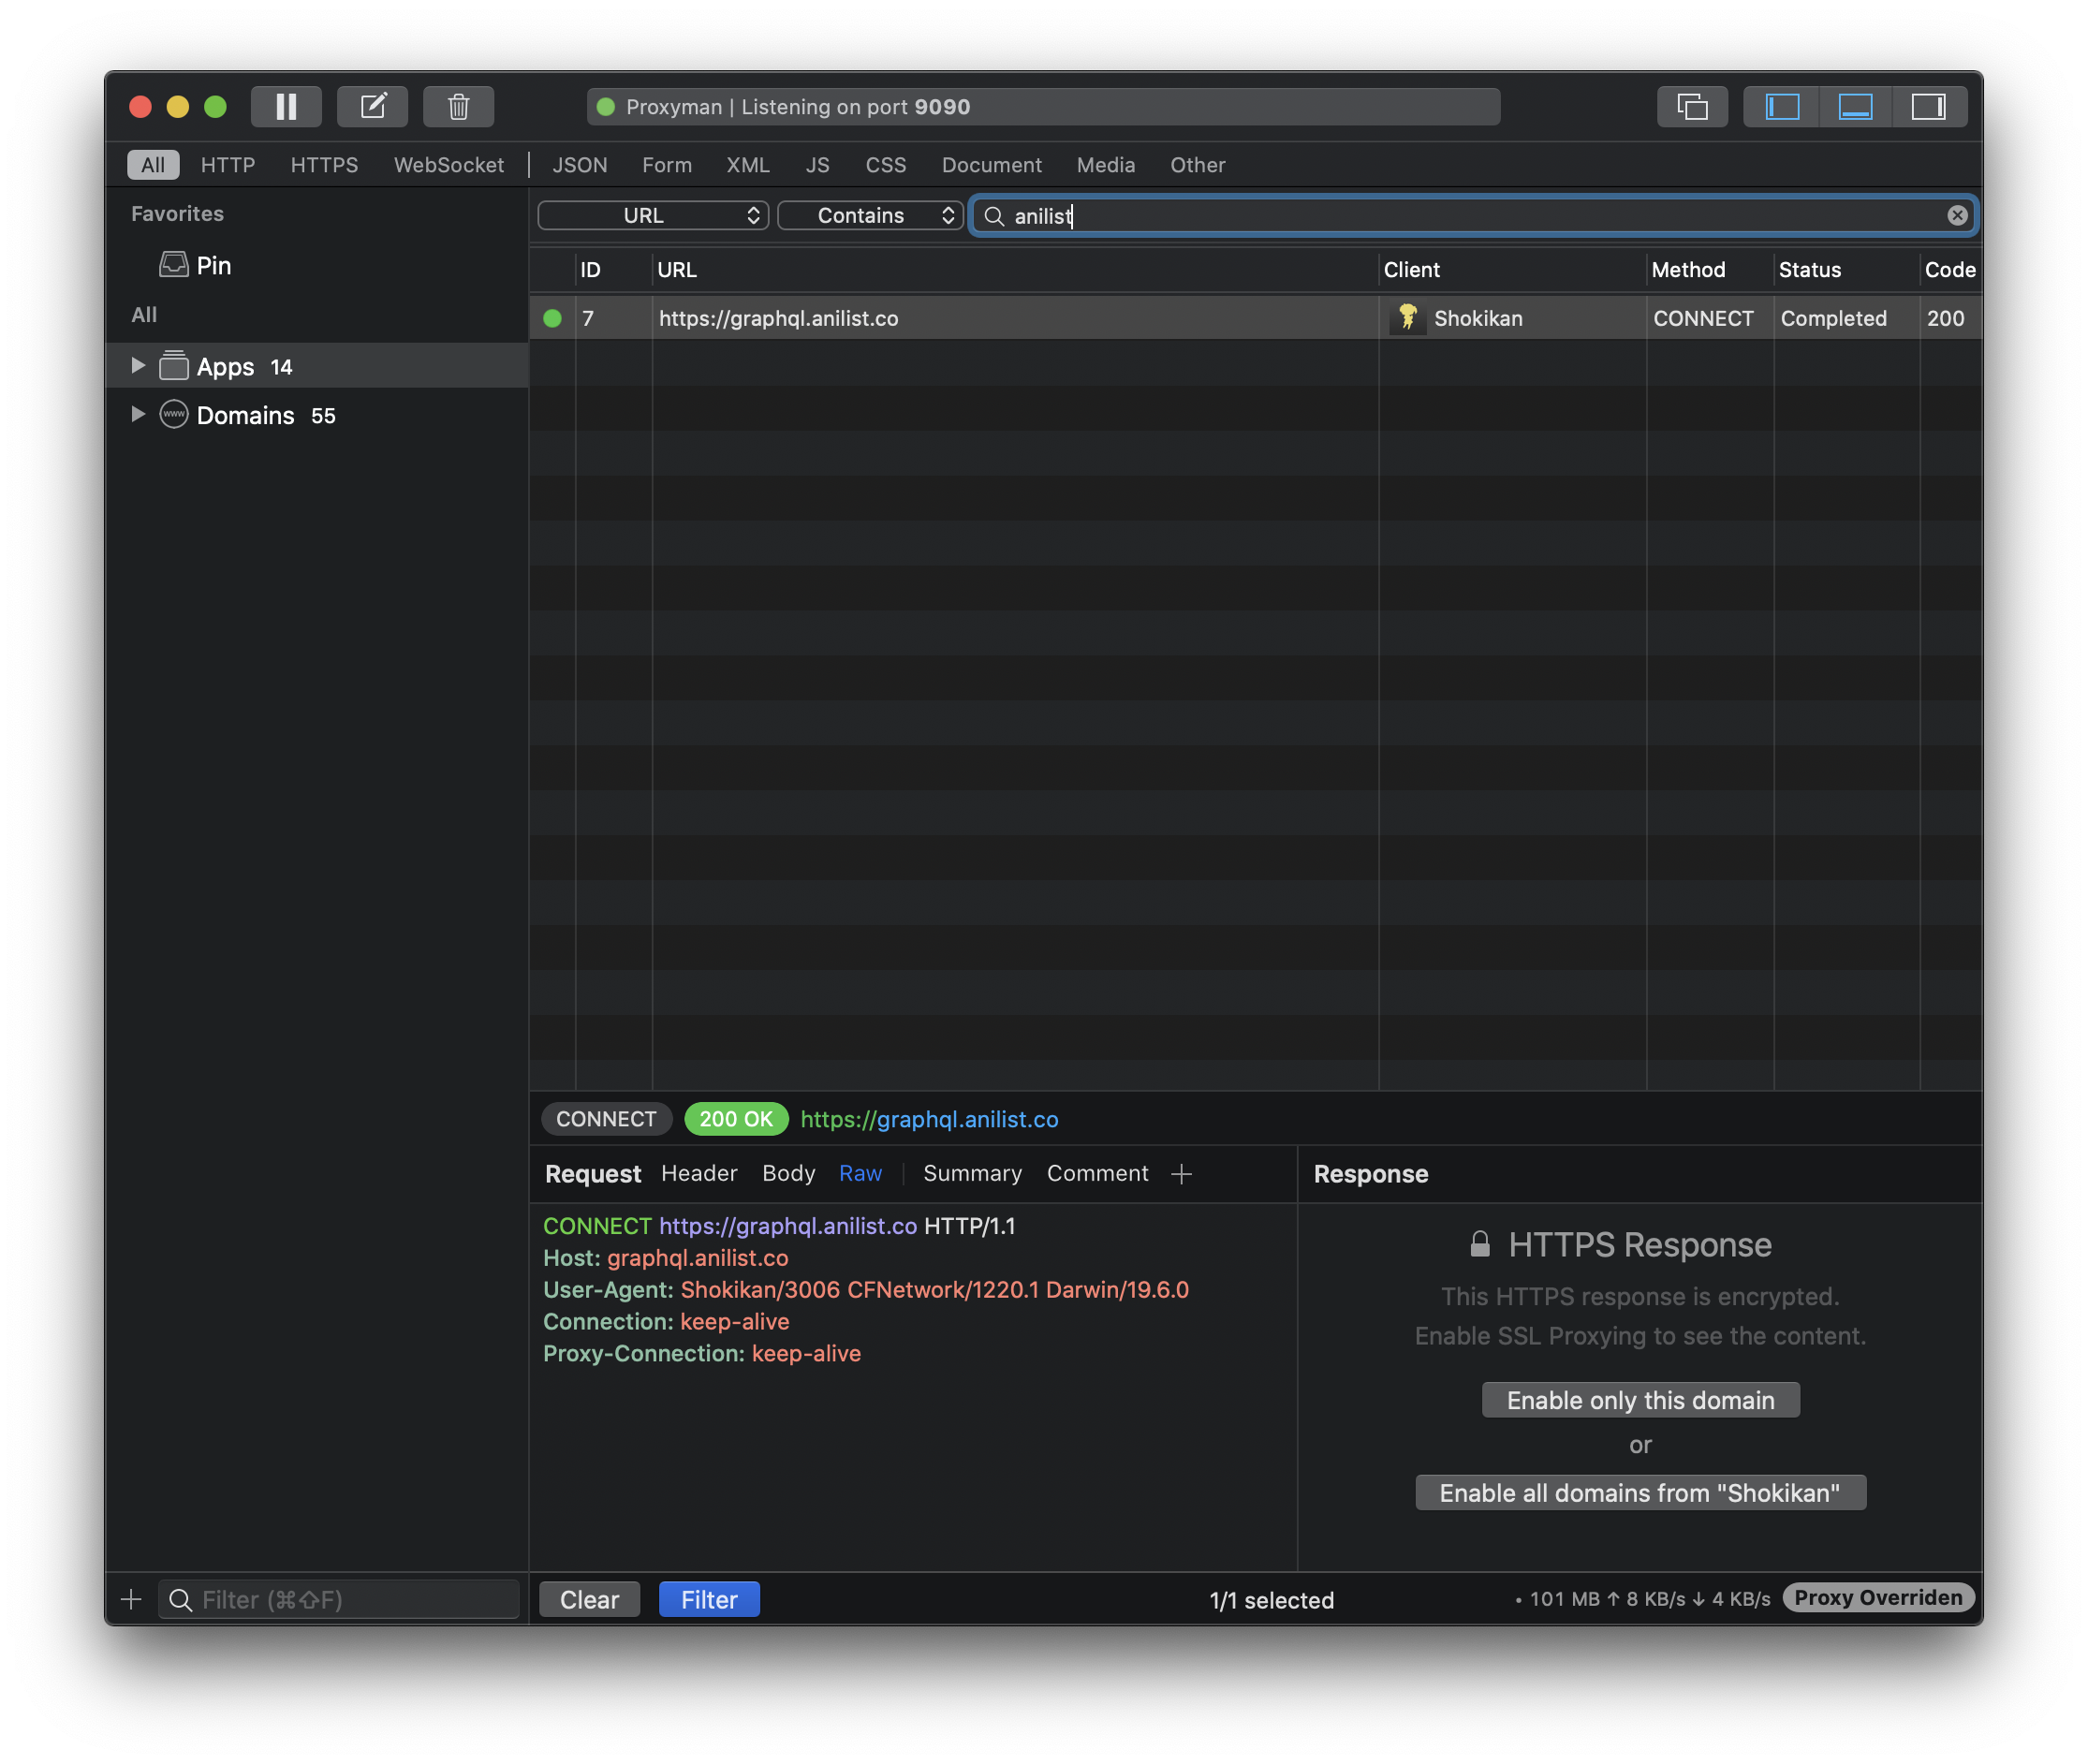 Proxyman | Listening on port 9090
All HTTP HTTPS WebSocket JSON Form XML JS CSS Document Media Other
Favorites
Pin
All
Apps 14
www Domains 55
URL Contains anilist
ID URL Client Method Status Code
7 https://graphql.anilist.co Shokikan CONNECT Completed 200
CONNECT 200 OK https://graphql.anilist.co
Request Header Body Raw Summary Comment
CONNECT https://graphql.anilist.co HTTP/1.1
Host: graphql.anilist.co
User-Agent: Shokikan/3006 CFNetwork/1220.1 Darwin/19.6.0
Connection: keep-alive
Proxy-Connection: keep-alive
Response
HTTPS Response
This HTTPS response is encrypted.
Enable SSL Proxying to see the content.
Enable only this domain
or
Enable all domains from "Shokikan"
Filter (⌘⇧F)
Clear Filter 1/1 selected • 101 MB ↑ 8 KB/s ↓ 4 KB/s Proxy Overriden